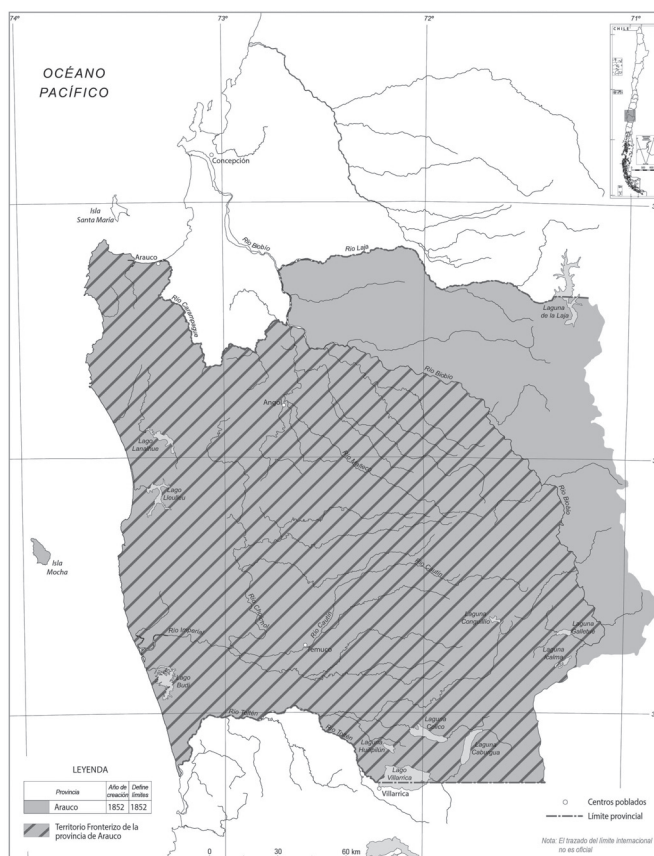 74°
73°
72°
71°
CHILE
OCÉANO
PACÍFICO
Concepción
Isla
Santa María
Río Biobío
Río Laja
Arauco
Río Carampague
Laguna
de la Laja
Río Biobío
Angol
Lago
Lanalhue
Río Malleco
Lago
Lleulleu
Río Biobío
Isla
Mocha
Río Cautín
Río Cholchol
Laguna
Conguillío
Laguna
Galletué
Río Imperial
Río Cautín
Temuco
Laguna
Icalma
Lago
Budi
Río Toltén
Río Toltén
Laguna
Colico
Laguna
Huilipilún
Laguna
Caburgua
Lago
Villarrica
Villarrica
LEYENDA
Provincia
Año de
creación
Define
límites
Arauco
1852
1852
Territorio Fronterizo de la
provincia de Arauco
0 30 60 km
Centros poblados
Límite provincial
Nota: El trazado del límite Internacional
no es oficial